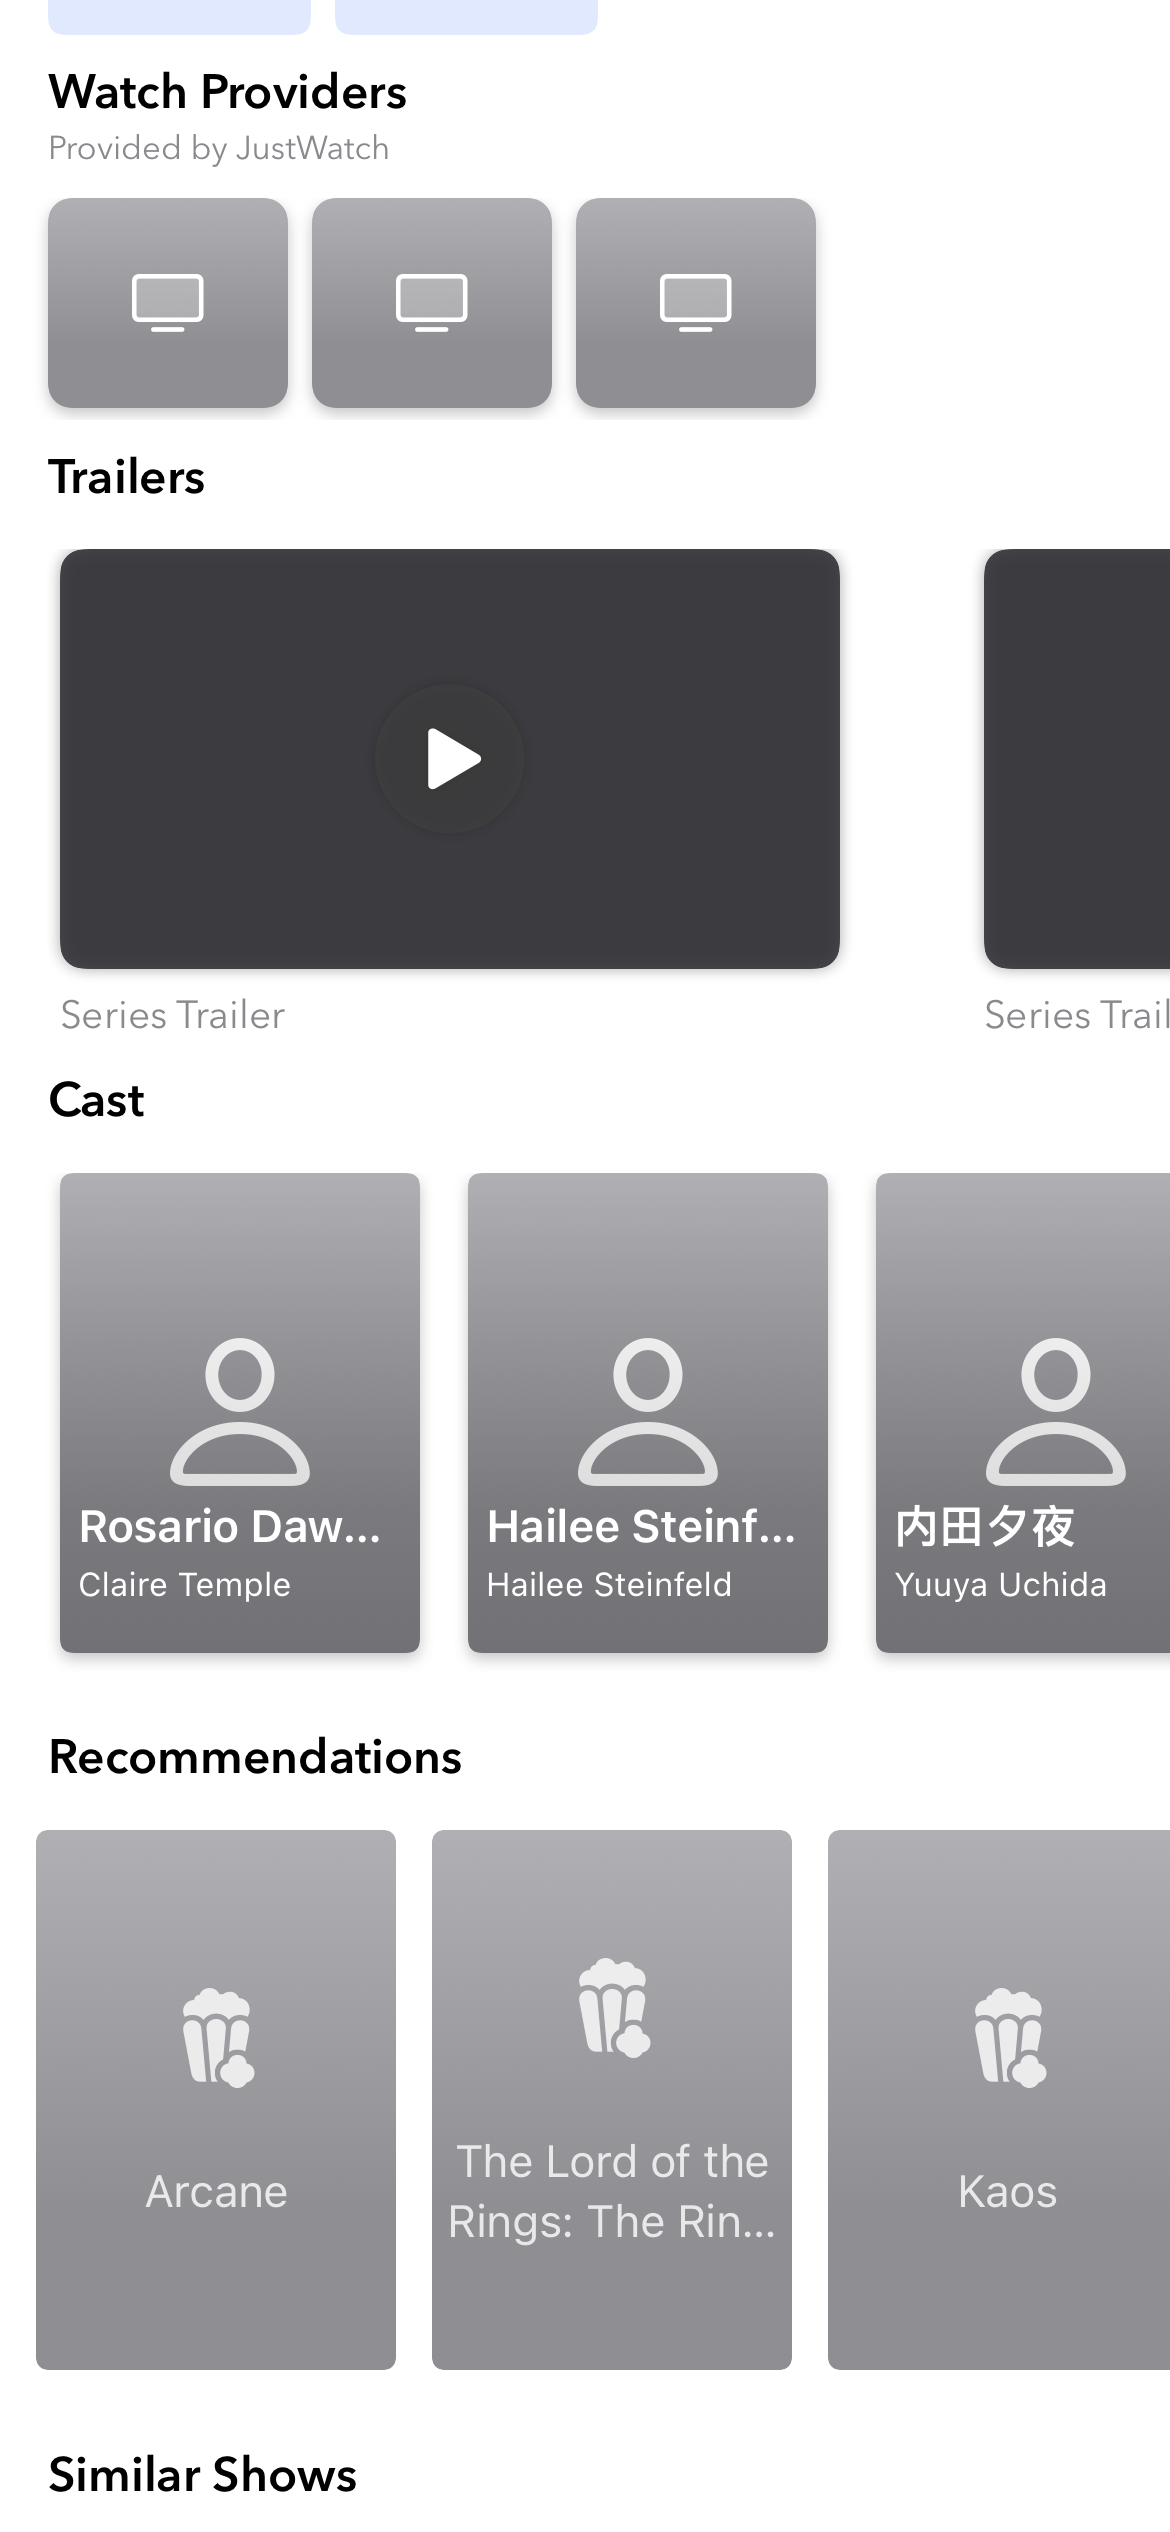 Watch Providers
Provided by JustWatch
Trailers
Series Trailer
Series Trail
Cast
Rosario Daw...
Claire Temple
Hailee Steinf...
Hailee Steinfeld
内田夕夜
Yuuya Uchida
Recommendations
Arcane
The Lord of the
Rings: The Rin...
Kaos
Similar Shows